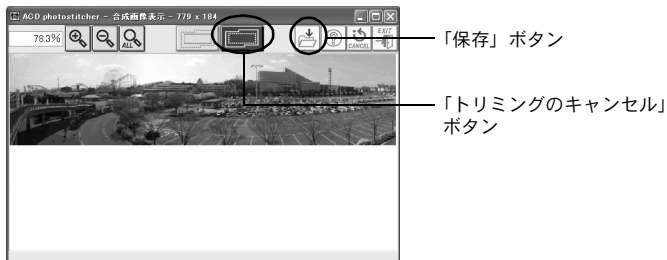 ACD photostitcher - 合成画像表示 - 779 x 184
78.3%
ALL
CANCEL
EXIT
「保存」ボタン
「トリミングのキャンセル」
ボタン